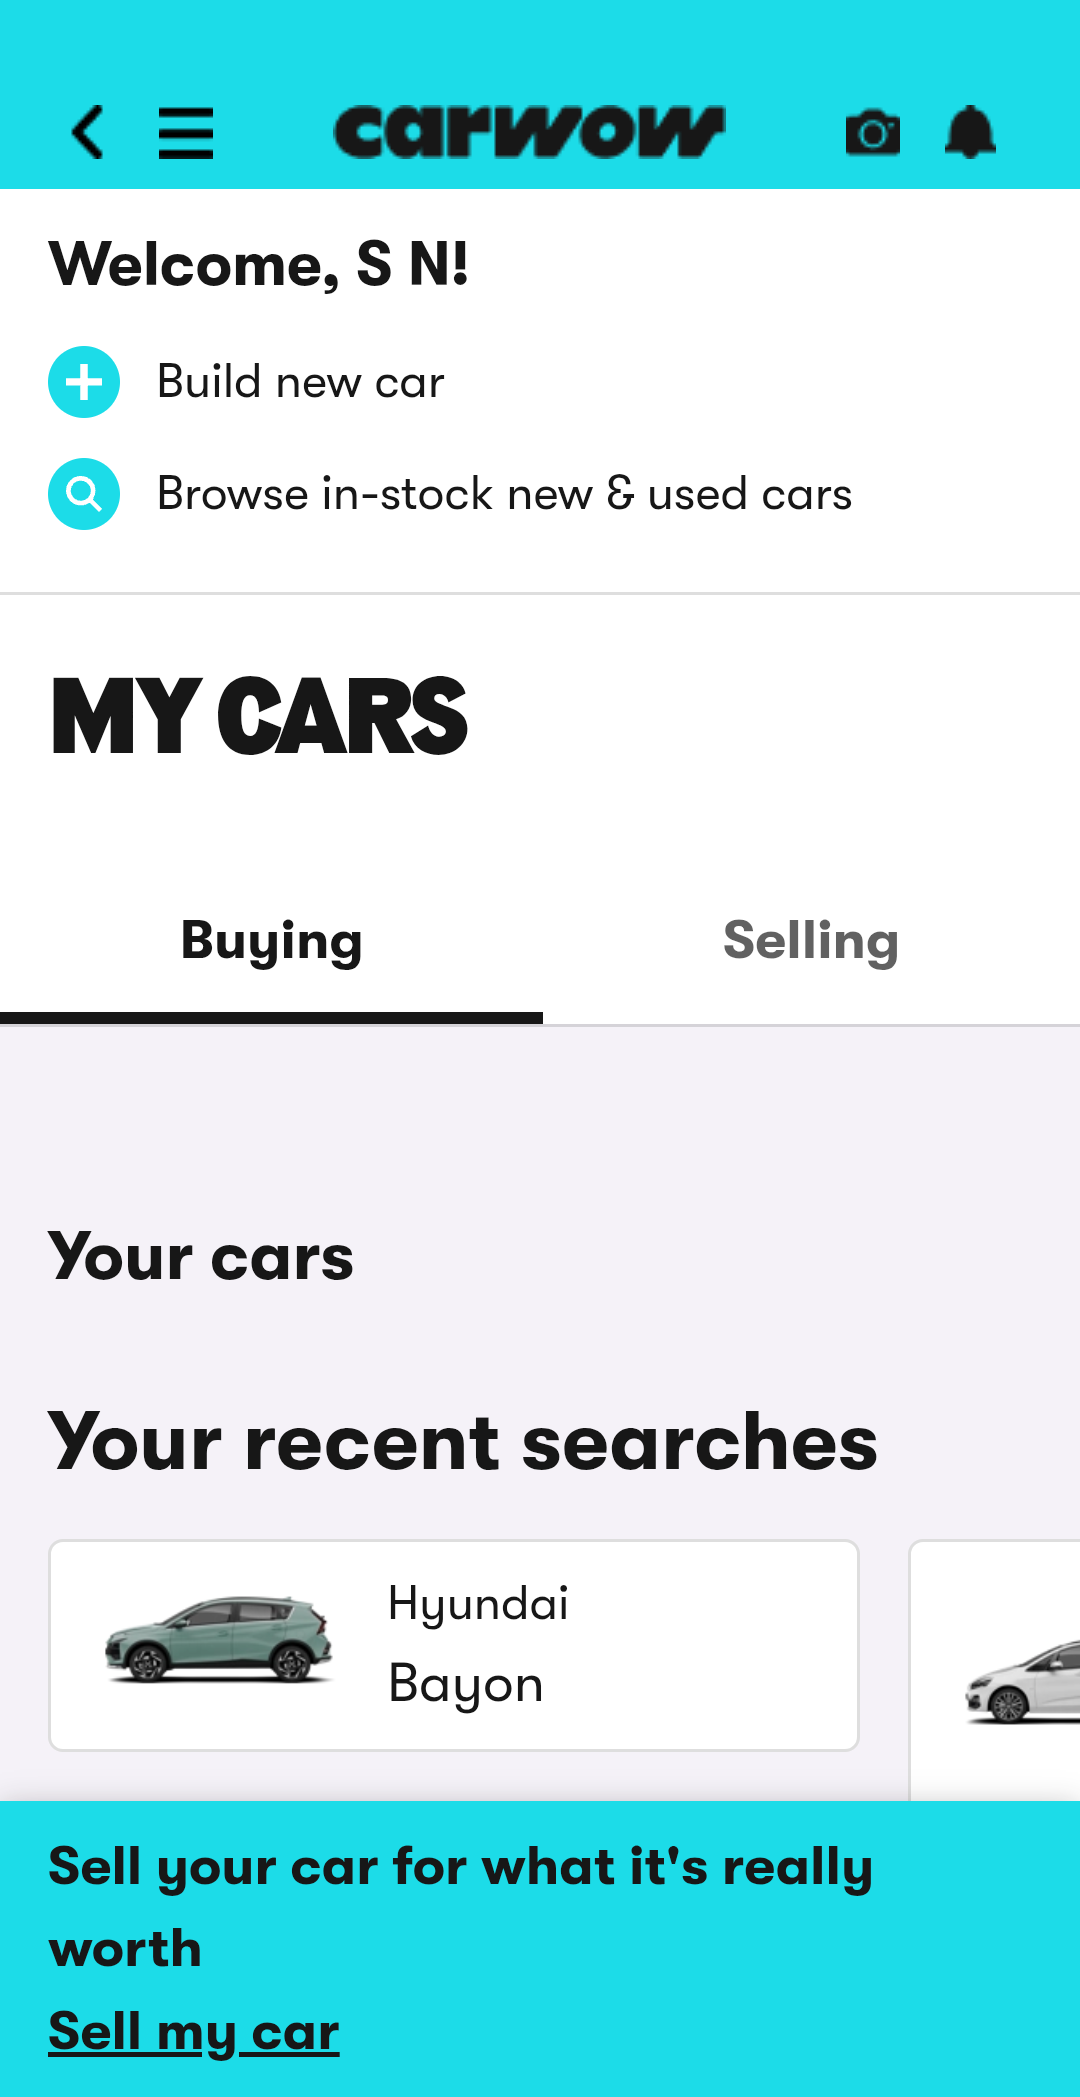 carwow
Welcome, S N!
Build new car
Browse in-stock new & used cars
MY CARS
Buying
Selling
Your cars
Your recent searches
Hyundai
Bayon
Sell your car for what it's really
worth
Sell my car